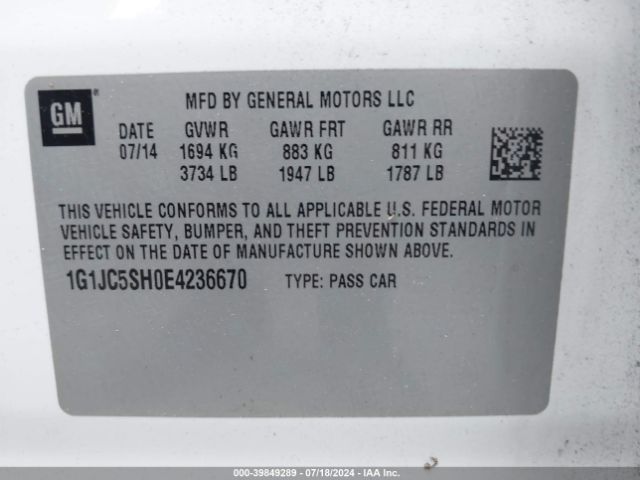 GM
MFD BY GENERAL MOTORS LLC
DATE GVWR GAWR FRT GAWR RR
07/14 1694 KG 883 KG 811 KG
3734 LB 1947 LB 1787 LB
THIS VEHICLE CONFORMS TO ALL APPLICABLE U.S. FEDERAL MOTOR
VEHICLE SAFETY, BUMPER, AND THEFT PREVENTION STANDARDS IN
EFFECT ON THE DATE OF MANUFACTURE SHOWN ABOVE.
1G1JC5SH0E4236670 TYPE: PASS CAR
000-39849289 - 07/18/2024 - IAA Inc.